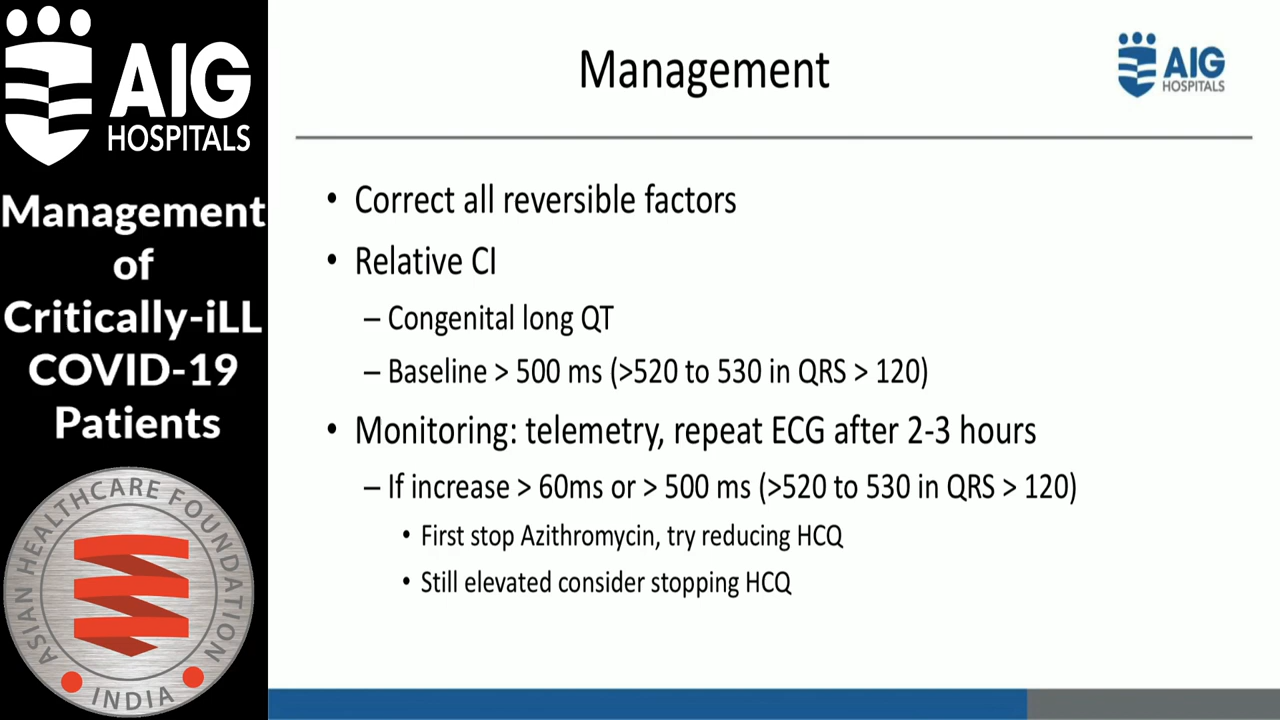 AIG
HOSPITALS
Management
of
Critically-iLL
COVID-19
Patients
ASIAN HEALTHCARE FOUNDATION
INDIA
Management
AIG
HOSPITALS
• Correct all reversible factors
• Relative CI
– Congenital long QT
– Baseline > 500 ms (>520 to 530 in QRS > 120)
• Monitoring: telemetry, repeat ECG after 2-3 hours
– If increase > 60ms or > 500 ms (>520 to 530 in QRS > 120)
• First stop Azithromycin, try reducing HCQ
• Still elevated consider stopping HCQ